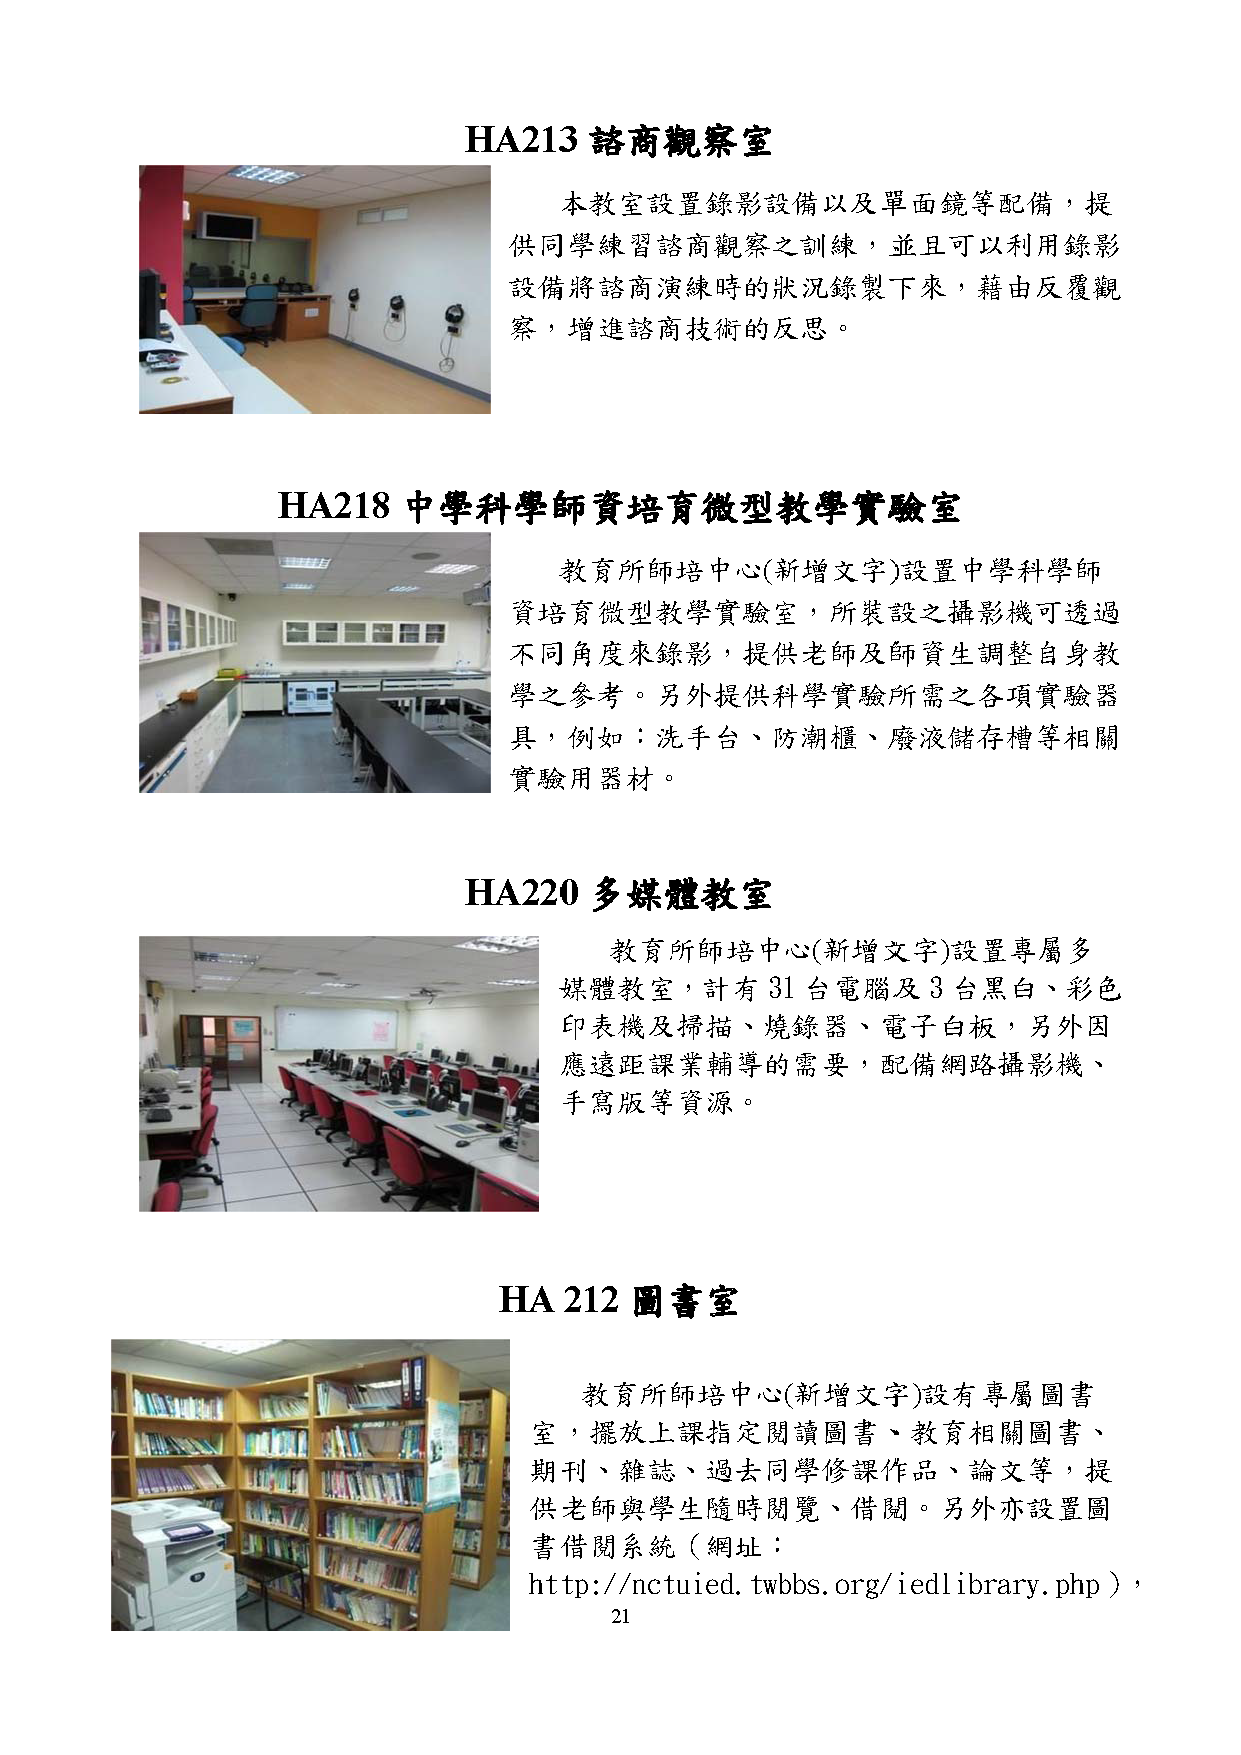 HA213 諮商觀察室
本教室設置錄影設備以及單面鏡等配備，提
供同學練習諮商觀察之訓練，並且可以利用錄影
設備將諮商演練時的狀況錄製下來，藉由反覆觀
察，增進諮商技術的反思。
HA218 中學科學師資培育微型教學實驗室
教育所師培中心(新增文字)設置中學科學師
資培育微型教學實驗室，所裝設之攝影機可透過
不同角度來錄影，提供老師及師資生調整自身教
學之參考。另外提供科學實驗所需之各項實驗器
具，例如：洗手台、防潮櫃、廢液儲存槽等相關
實驗用器材。
HA220 多媒體教室
教育所師培中心(新增文字)設置專屬多
媒體教室，計有 31 台電腦及 3 台黑白、彩色
印表機及掃描、燒錄器、電子白板，另外因
應遠距課業輔導的需要，配備網路攝影機、
手寫版等資源。
HA 212 圖書室
教育所師培中心(新增文字)設有專屬圖書
室，擺放上課指定閱讀圖書、教育相關圖書、
期刊、雜誌、過去同學修課作品、論文等，提
供老師與學生隨時閱覽、借閱。另外亦設置圖
書借閱系統（網址：
http://nctuied.twbbs.org/iedlibrary.php），
21